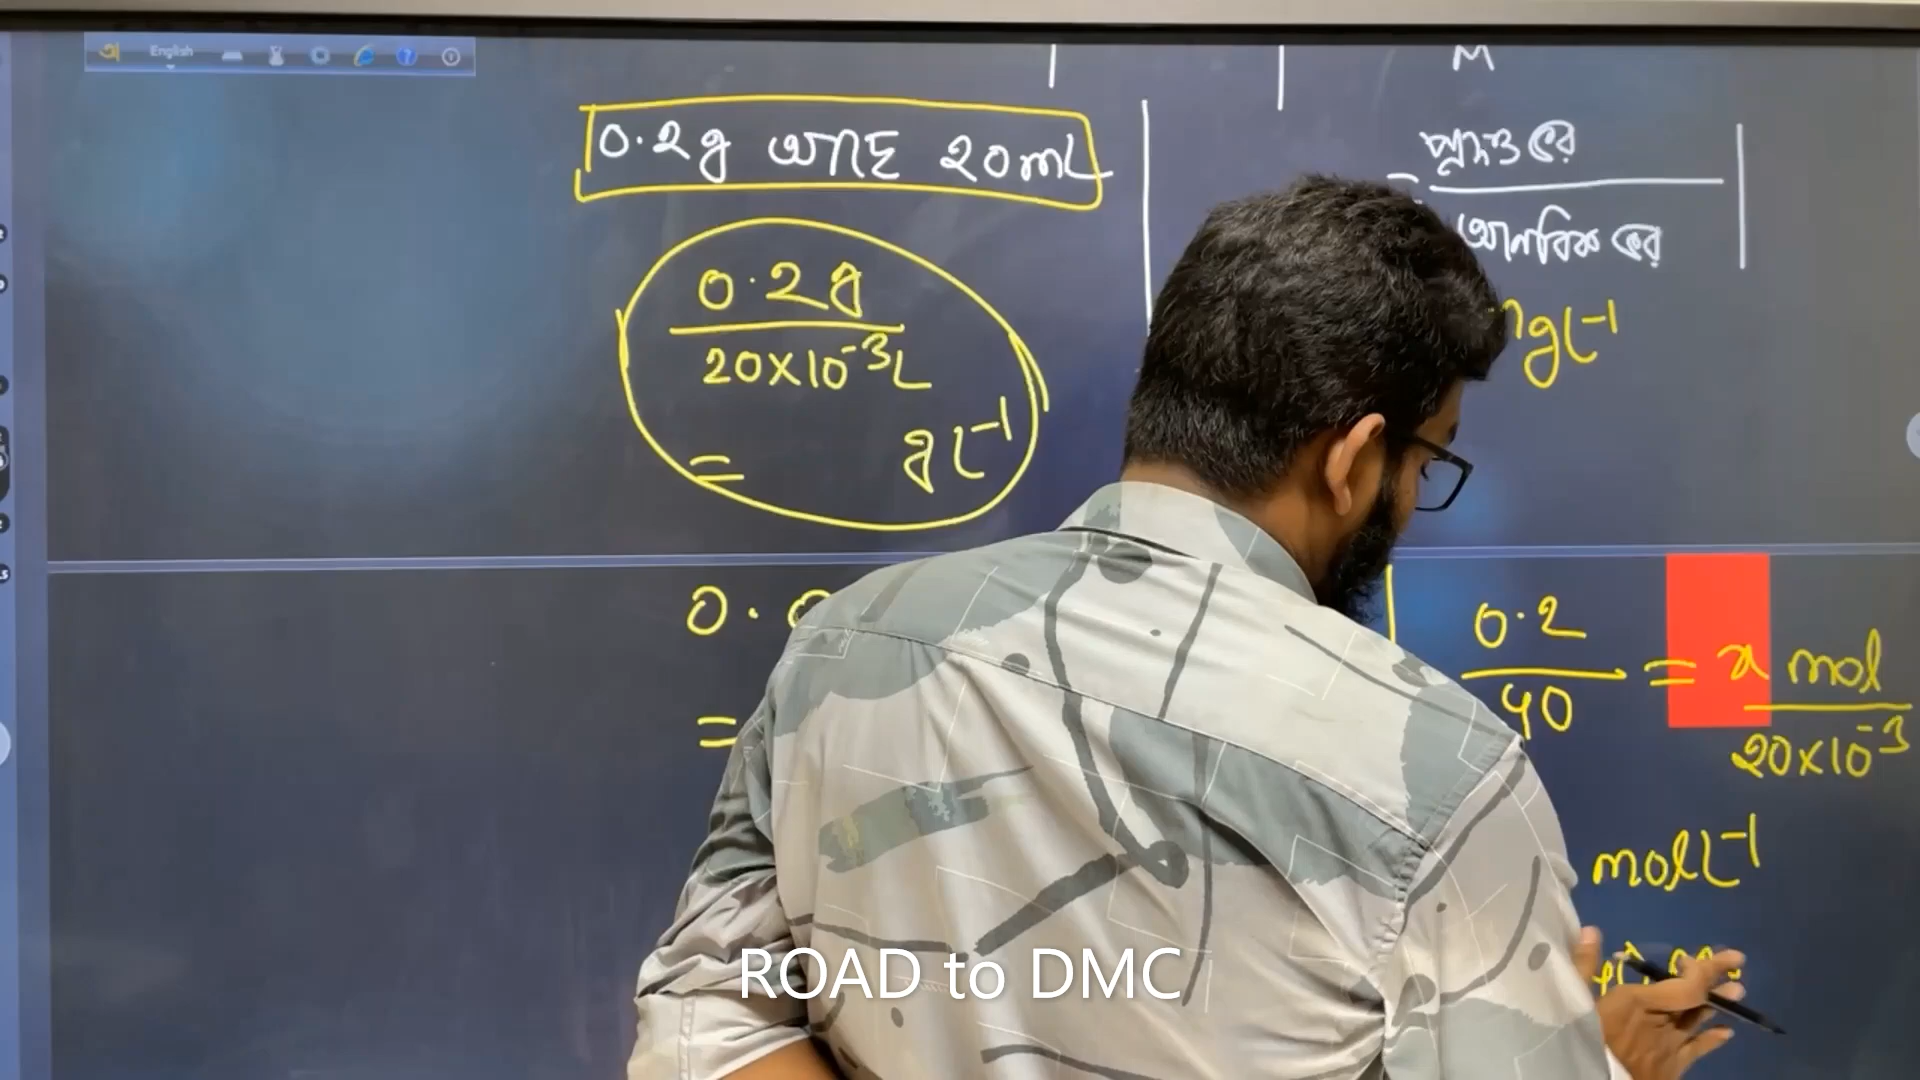 English
M
0.2g আছে 20mL
= প্রদত্ত ভর
আনবিক ভর
0.2g
20×10⁻³L
= gL⁻¹
gL⁻¹
0.
=
0.2
40
= x mol
20×10⁻³
molL⁻¹
ROAD to DMC